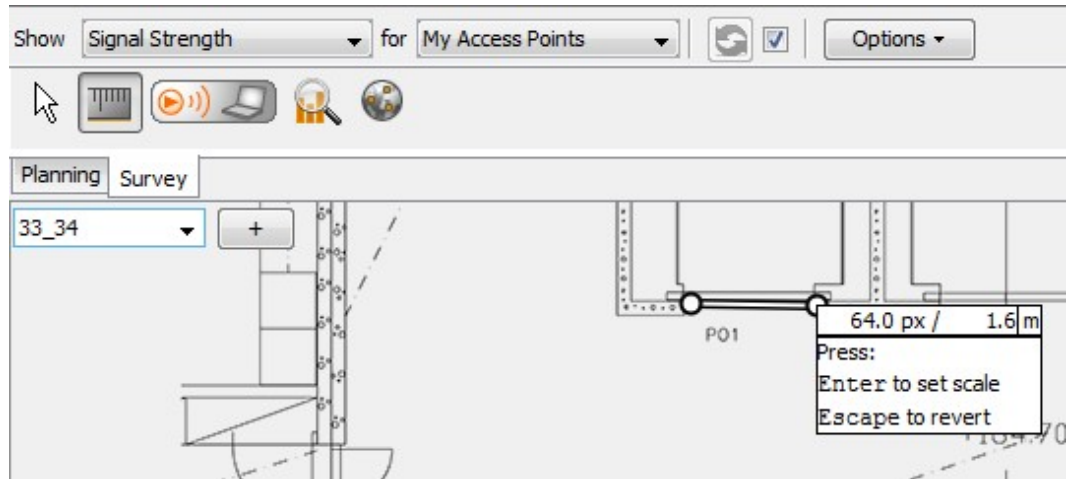 Show Signal Strength for My Access Points Options
Planning Survey
33_34 +
P01
64.0 px / 1.6 m
Press:
Enter to set scale
Escape to revert